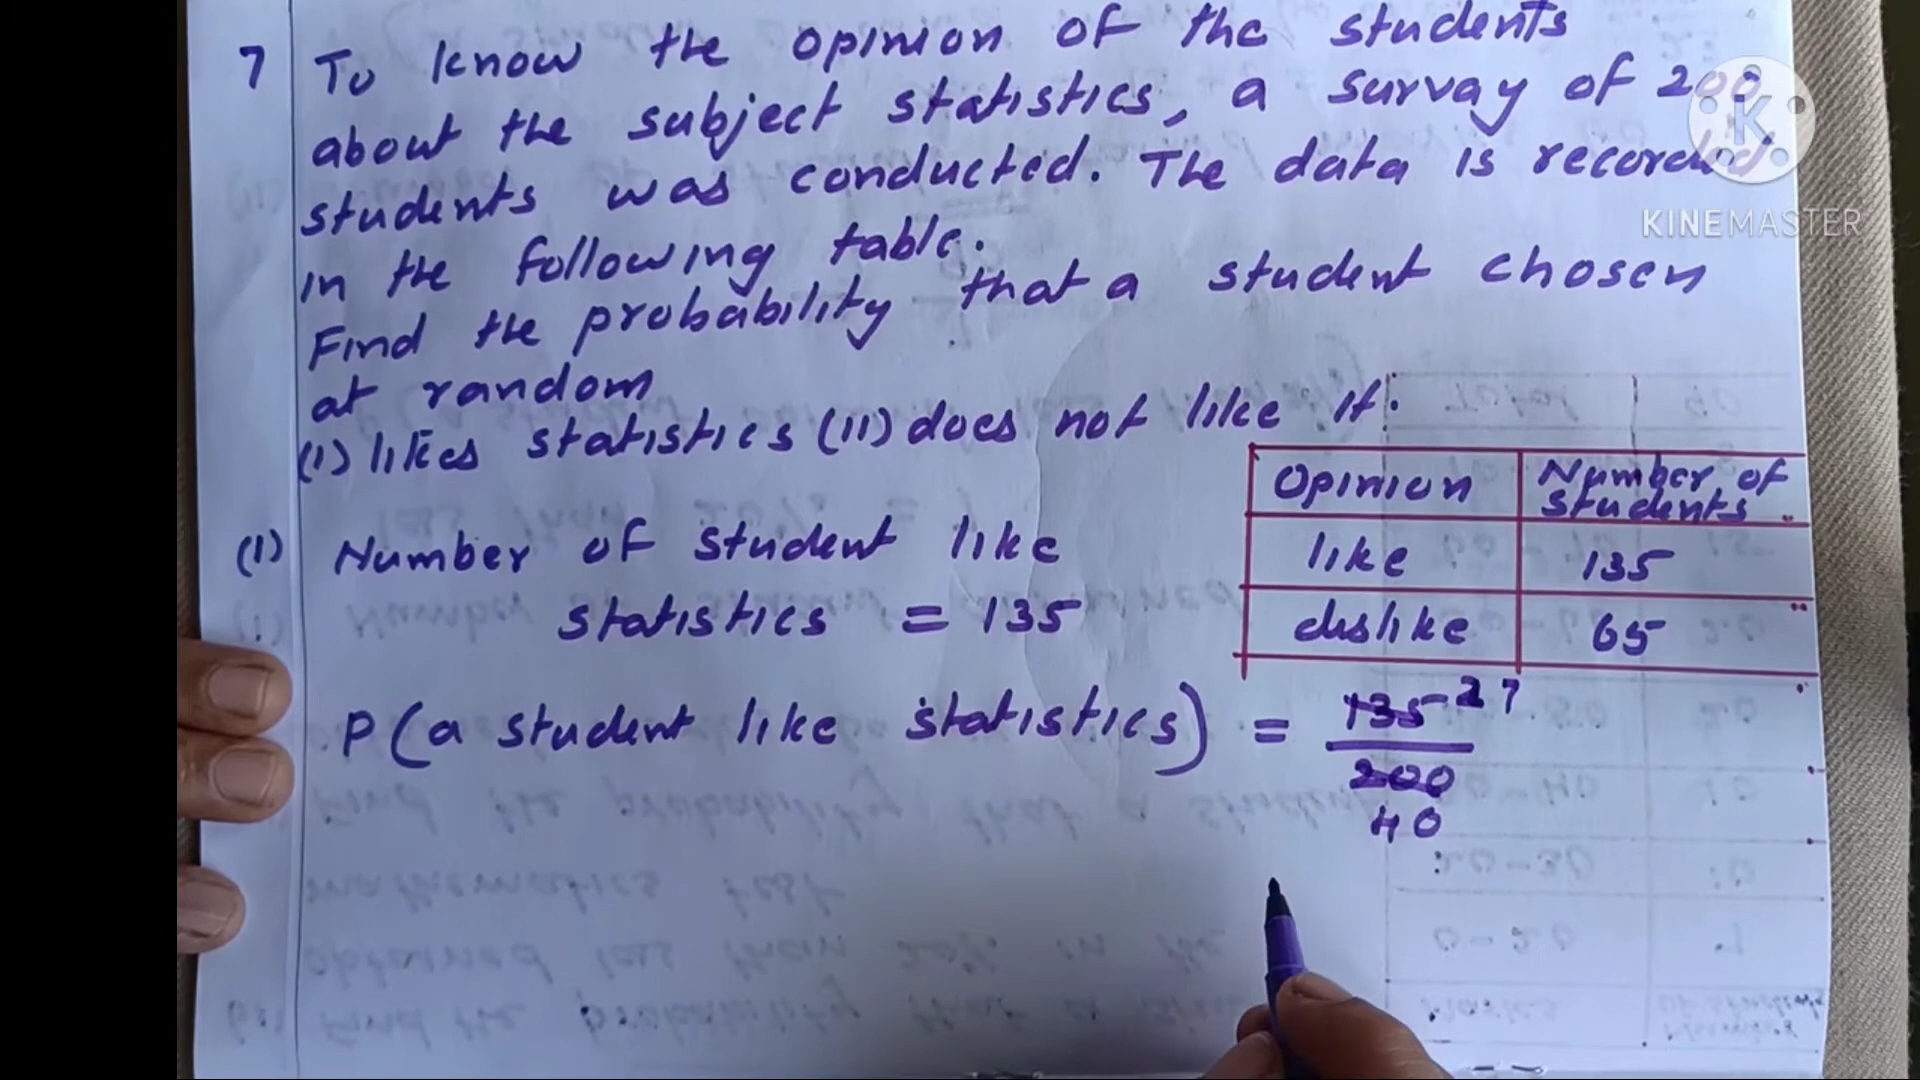 7 To know the opinion of the students
about the subject statistics, a survay of 200
students was conducted. The data is recorded
in the following table.
Find the probability that a student chosen
at random
(i) likes statistics (ii) does not like it.
Opinion Number of Students
like 135
dislike 65
(i) Number of student like
statistics = 135
P(a student like statistics) = 135 27
200
40
K
KINEMASTER